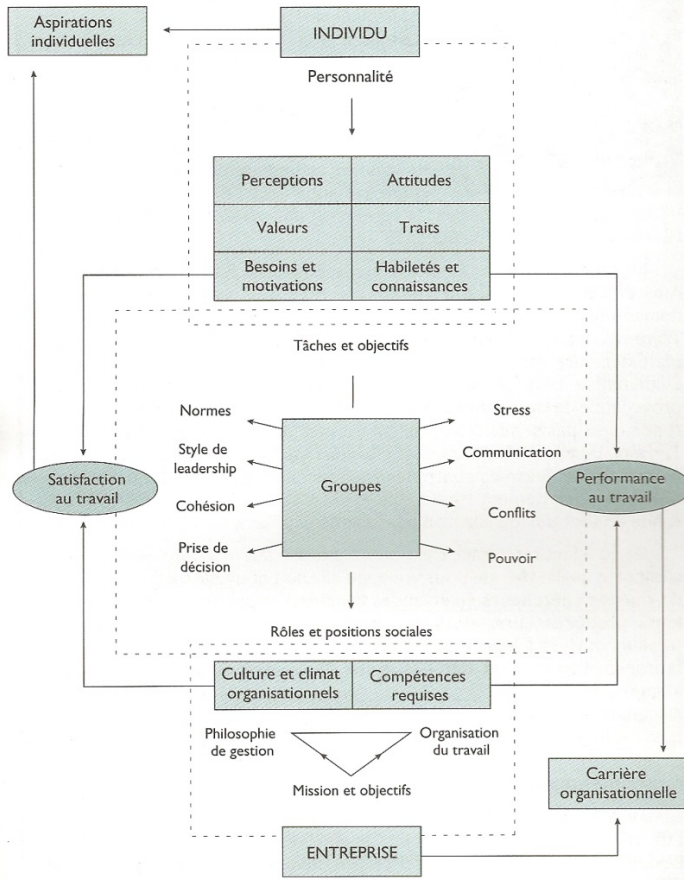 Aspirations
individuelles
INDIVIDU
Personnalité
Perceptions
Attitudes
Valeurs
Traits
Besoins et
motivations
Habiletés et
connaissances
Tâches et objectifs
Normes
Style de
leadership
Cohésion
Prise de
décision
Groupes
Stress
Communication
Conflits
Pouvoir
Satisfaction
au travail
Performance
au travail
Rôles et positions sociales
Culture et climat
organisationnels
Compétences
requises
Philosophie
de gestion
Organisation
du travail
Mission et objectifs
Carrière
organisationnelle
ENTREPRISE